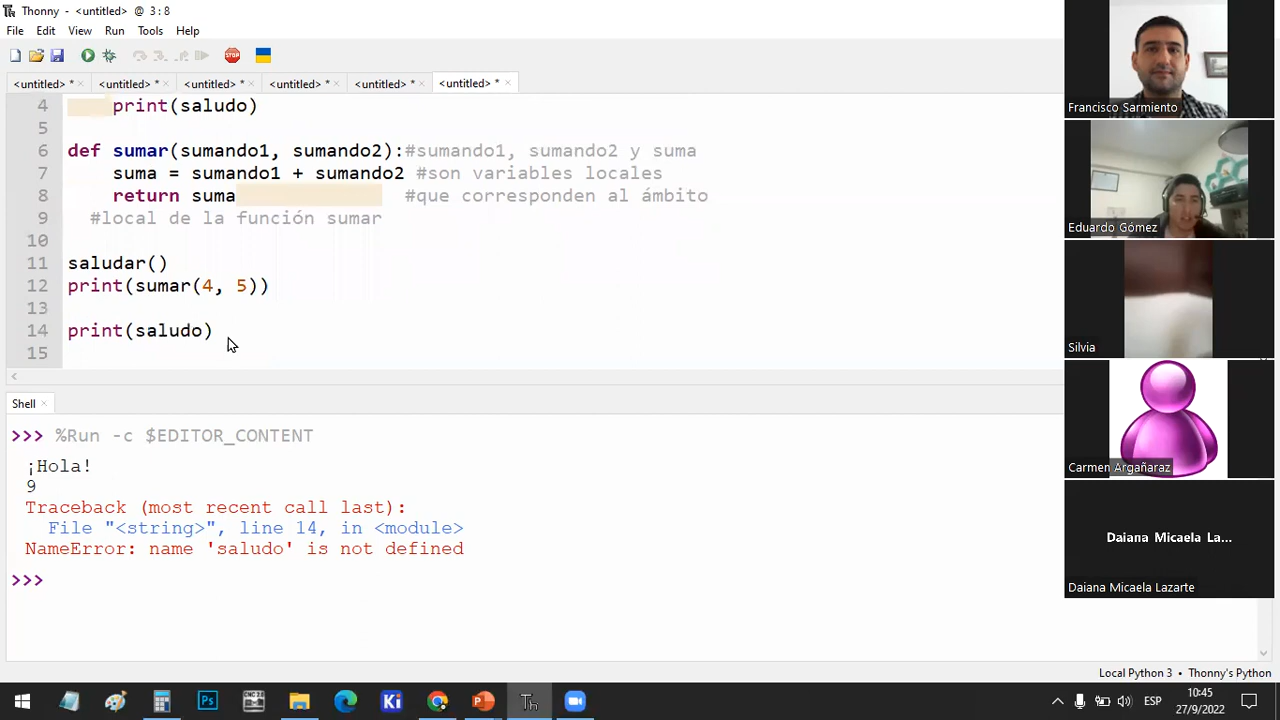 Thonny - <untitled> @ 3:8
File Edit View Run Tools Help
<untitled> * <untitled> * <untitled> * <untitled> * <untitled> * <untitled> *
4 print(saludo)
5
6 def sumar(sumando1, sumando2):#sumando1, sumando2 y suma
7 suma = sumando1 + sumando2 #son variables locales
8 return suma #que corresponden al ámbito
9 #local de la función sumar
10
11 saludar()
12 print(sumar(4, 5))
13
14 print(saludo)
15
Shell
>>> %Run -c $EDITOR_CONTENT
¡Hola!
9
Traceback (most recent call last):
File "<string>", line 14, in <module>
NameError: name 'saludo' is not defined
>>>
Francisco Sarmiento
Eduardo Gómez
Silvia
Carmen Argañaraz
Daiana Micaela La...
Daiana Micaela Lazarte
Local Python 3 • Thonny's Python
Ps Ki Th ESP 10:45
27/9/2022